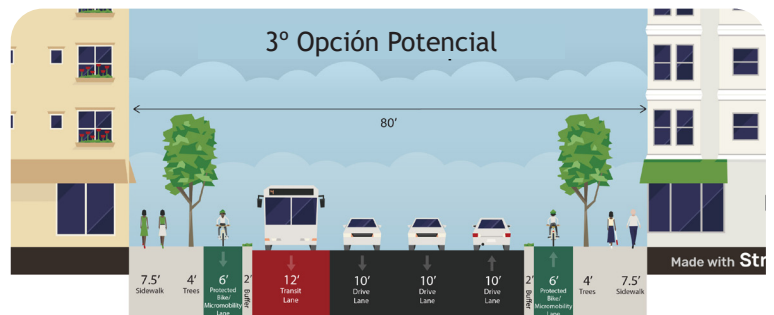 3º Opción Potencial
80’
Made with Str
7.5’
Sidewalk
4’
Trees
6’
Protected
Bike/
Micromobility
Lane
2’
Buffer
12’
Transit
Lane
10’
Drive
Lane
10’
Drive
Lane
10’
Drive
Lane
2’
Buffer
6’
Protected
Bike/
Micromobility
Lane
4’
Trees
7.5’
Sidewalk